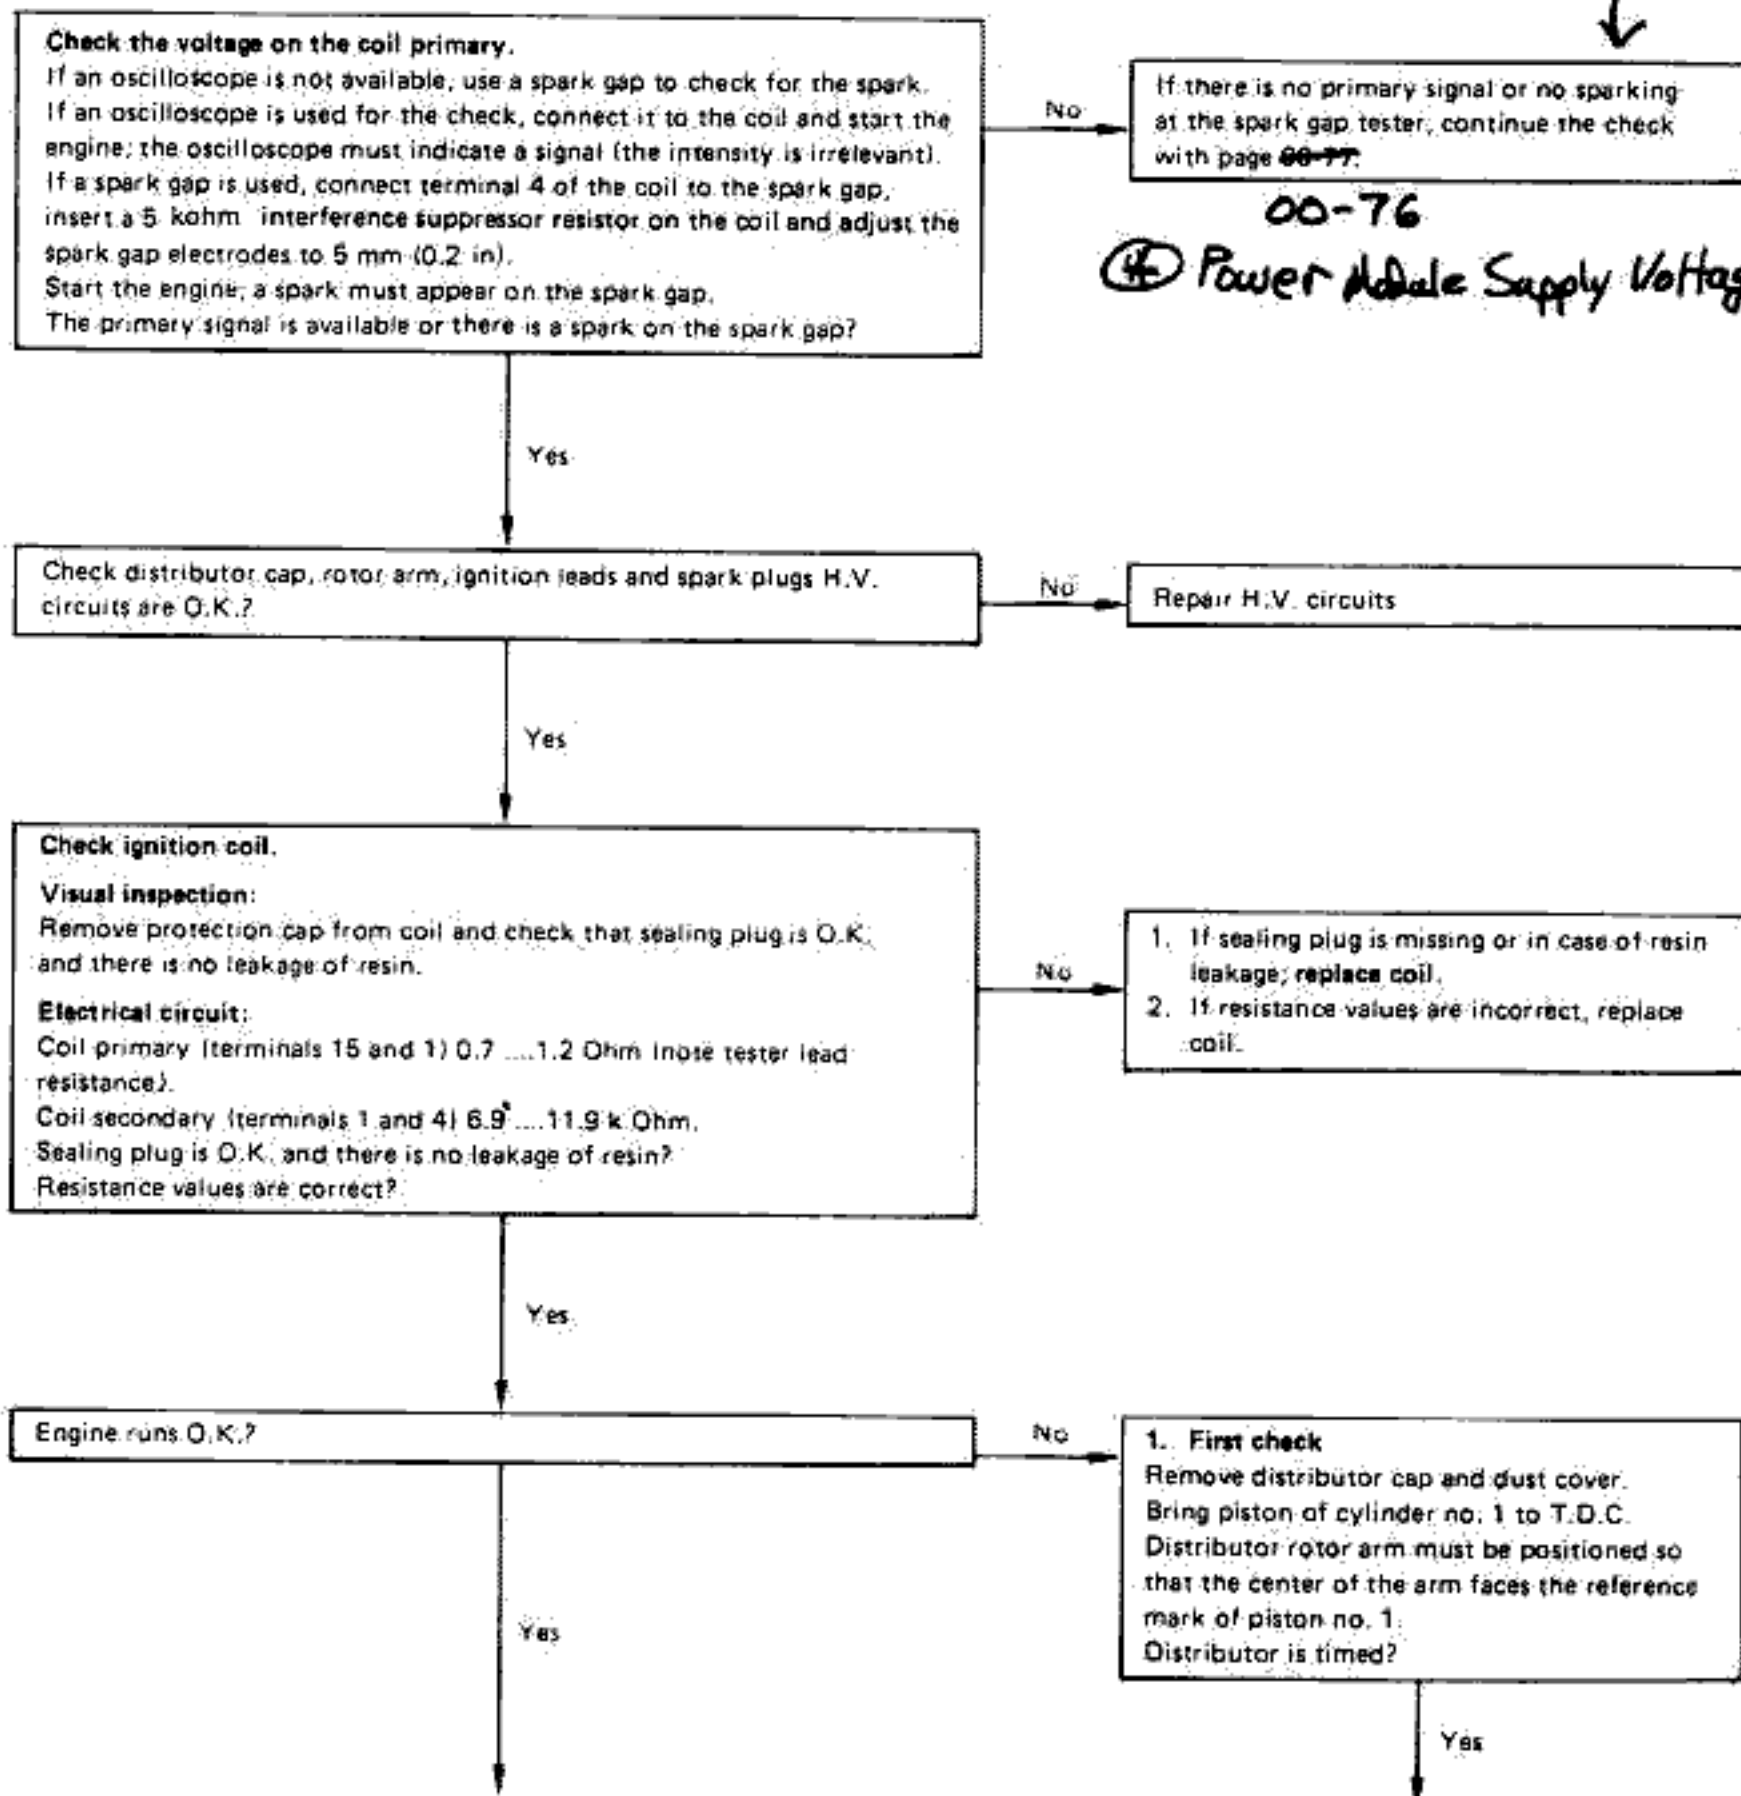 Check the voltage on the coil primary.
If an oscilloscope is not available, use a spark gap to check for the spark.
If an oscilloscope is used for the check, connect it to the coil and start the
engine; the oscilloscope must indicate a signal (the intensity is irrelevant).
If a spark gap is used, connect terminal 4 of the coil to the spark gap,
insert a 5 kohm interference suppressor resistor on the coil and adjust the
spark gap electrodes to 5 mm (0.2 in).
Start the engine, a spark must appear on the spark gap.
The primary signal is available or there is a spark on the spark gap?
No
If there is no primary signal or no sparking
at the spark gap tester, continue the check
with page 00-77.
00-76
Power Module Supply Voltag
Yes
Check distributor cap, rotor arm, ignition leads and spark plugs H.V.
circuits are O.K.?
No
Repair H.V. circuits
Yes
Check ignition coil.
Visual inspection:
Remove protection cap from coil and check that sealing plug is O.K.
and there is no leakage of resin.
Electrical circuit:
Coil primary (terminals 15 and 1) 0.7 ....1.2 Ohm (note tester lead
resistance).
Coil secondary (terminals 1 and 4) 6.9 ....11.9 k Ohm.
Sealing plug is O.K. and there is no leakage of resin?
Resistance values are correct?
No
1. If sealing plug is missing or in case of resin
leakage, replace coil.
2. If resistance values are incorrect, replace
coil.
Yes
Engine runs O.K.?
No
1. First check
Remove distributor cap and dust cover.
Bring piston of cylinder no. 1 to T.D.C.
Distributor rotor arm must be positioned so
that the center of the arm faces the reference
mark of piston no. 1.
Distributor is timed?
Yes
Yes